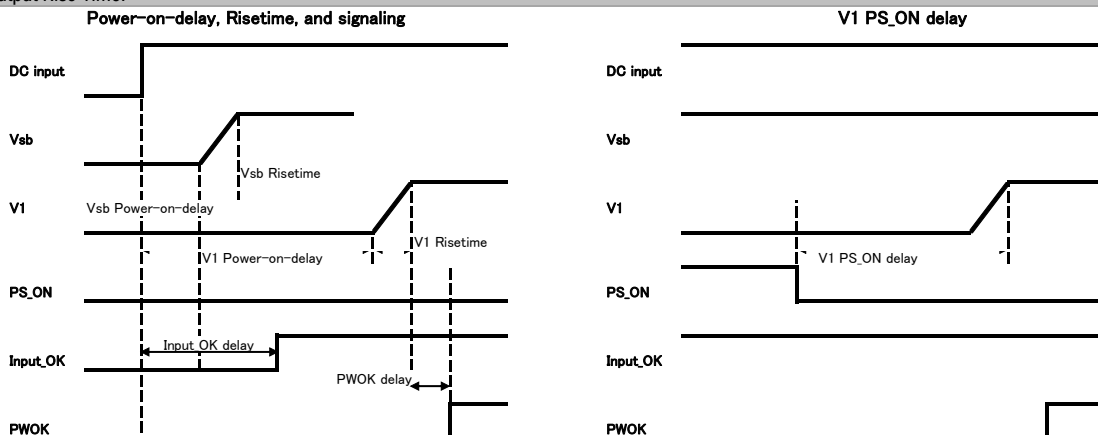 Power-on-delay, Risetime, and signaling
DC input
Vsb
Vsb Risetime
V1
Vsb Power-on-delay
V1 Risetime
V1 Power-on-delay
PS_ON
Input OK delay
Input_OK
PWOK delay
PWOK
V1 PS_ON delay
DC input
Vsb
V1
V1 PS_ON delay
PS_ON
Input_OK
PWOK